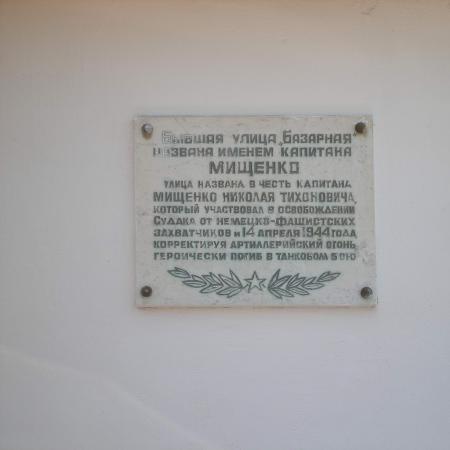 Бывшая улица „Базарная"
названа именем капитана
Мищенко
улица названа в честь капитана
Мищенко Николая Тихоновича,
который участвовал в освобождении
Судака от немецко-фашистских
захватчиков и 14 апреля 1944 года,
корректируя артиллерийский огонь,
героически погиб в танковом бою